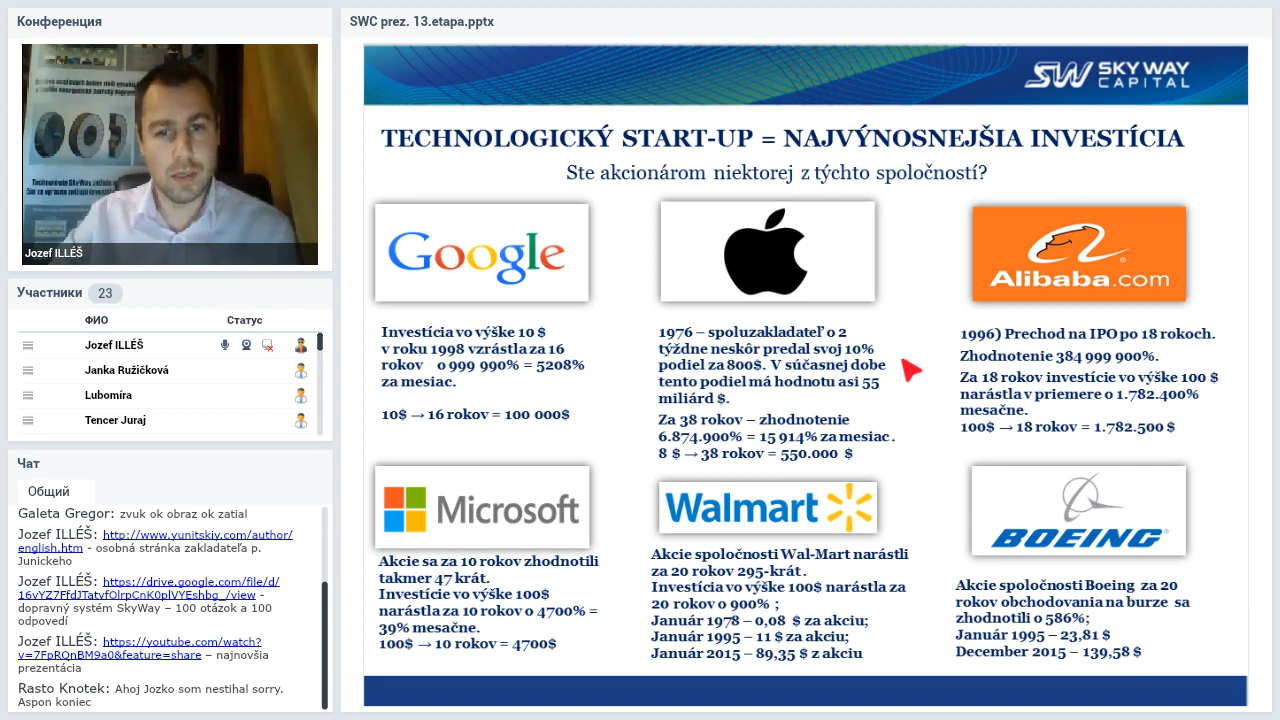 Конференция
Jozef ILLÉŠ
Участники 23
ФИО Статус
Jozef ILLÉŠ
Janka Ružičková
Lubomíra
Tencer Juraj
Чат
Общий
Galeta Gregor: zvuk ok obraz ok zatial
Jozef ILLÉŠ: http://www.yunitskiy.com/author/
english.htm - osobná stránka zakladateľa p.
Junickeho
Jozef ILLÉŠ: https://drive.google.com/file/d/
16vYZ7FfdJTatvfOlrpCnK0plVYEshbg_/view -
dopravný systém SkyWay – 100 otázok a 100
odpovedí
Jozef ILLÉŠ: https://youtube.com/watch?
v=7FpRQnBM9a0&feature=share – najnovšia
prezentácia
Rasto Knotek: Ahoj Jozko som nestihal sorry.
Aspon koniec
SWC prez. 13.etapa.pptx
SW SKY WAY
CAPITAL
TECHNOLOGICKÝ START-UP = NAJVÝNOSNEJŠIA INVESTÍCIA
Ste akcionárom niektorej z týchto spoločností?
Google
Investícia vo výške 10 $
v roku 1998 vzrástla za 16
rokov o 999 990% = 5208%
za mesiac.
10$ → 16 rokov = 100 000$
1976 – spoluzakladateľ o 2
týždne neskôr predal svoj 10%
podiel za 800$. V súčasnej dobe
tento podiel má hodnotu asi 55
miliárd $.
Za 38 rokov – zhodnotenie
6.874.900% = 15 914% za mesiac.
8 $ → 38 rokov = 550.000 $
Alibaba.com
1996) Prechod na IPO po 18 rokoch.
Zhodnotenie 384 999 900%.
Za 18 rokov investície vo výške 100 $
narástla v priemere o 1.782.400%
mesačne.
100$ → 18 rokov = 1.782.500 $
Microsoft
Akcie sa za 10 rokov zhodnotili
takmer 47 krát.
Investície vo výške 100$
narástla za 10 rokov o 4700% =
39% mesačne.
100$ → 10 rokov = 4700$
Walmart
Akcie spoločnosti Wal-Mart narástli
za 20 rokov 295-krát.
Investícia vo výške 100$ narástla za
20 rokov o 900% ;
Január 1978 – 0,08 $ za akciu;
Január 1995 – 11 $ za akciu;
Január 2015 – 89,35 $ z akciu
BOEING
Akcie spoločnosti Boeing za 20
rokov obchodovania na burze sa
zhodnotili o 586%;
Január 1995 – 23,81 $
December 2015 – 139,58 $